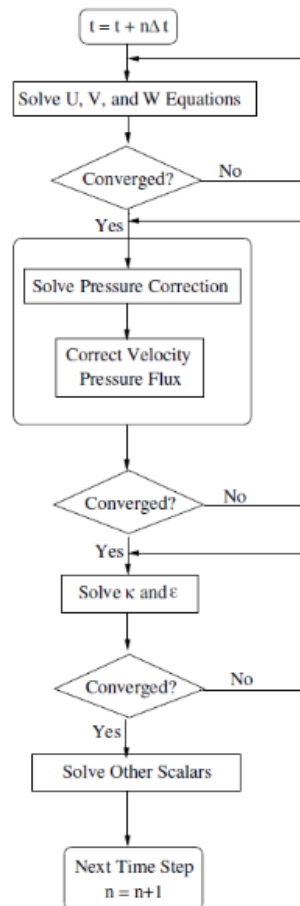 t = t + nΔt
Solve U, V, and W Equations
Converged?
No
Yes
Solve Pressure Correction
Correct Velocity
Pressure Flux
Converged?
No
Yes
Solve κ and ε
Converged?
No
Yes
Solve Other Scalars
Next Time Step
n = n+1